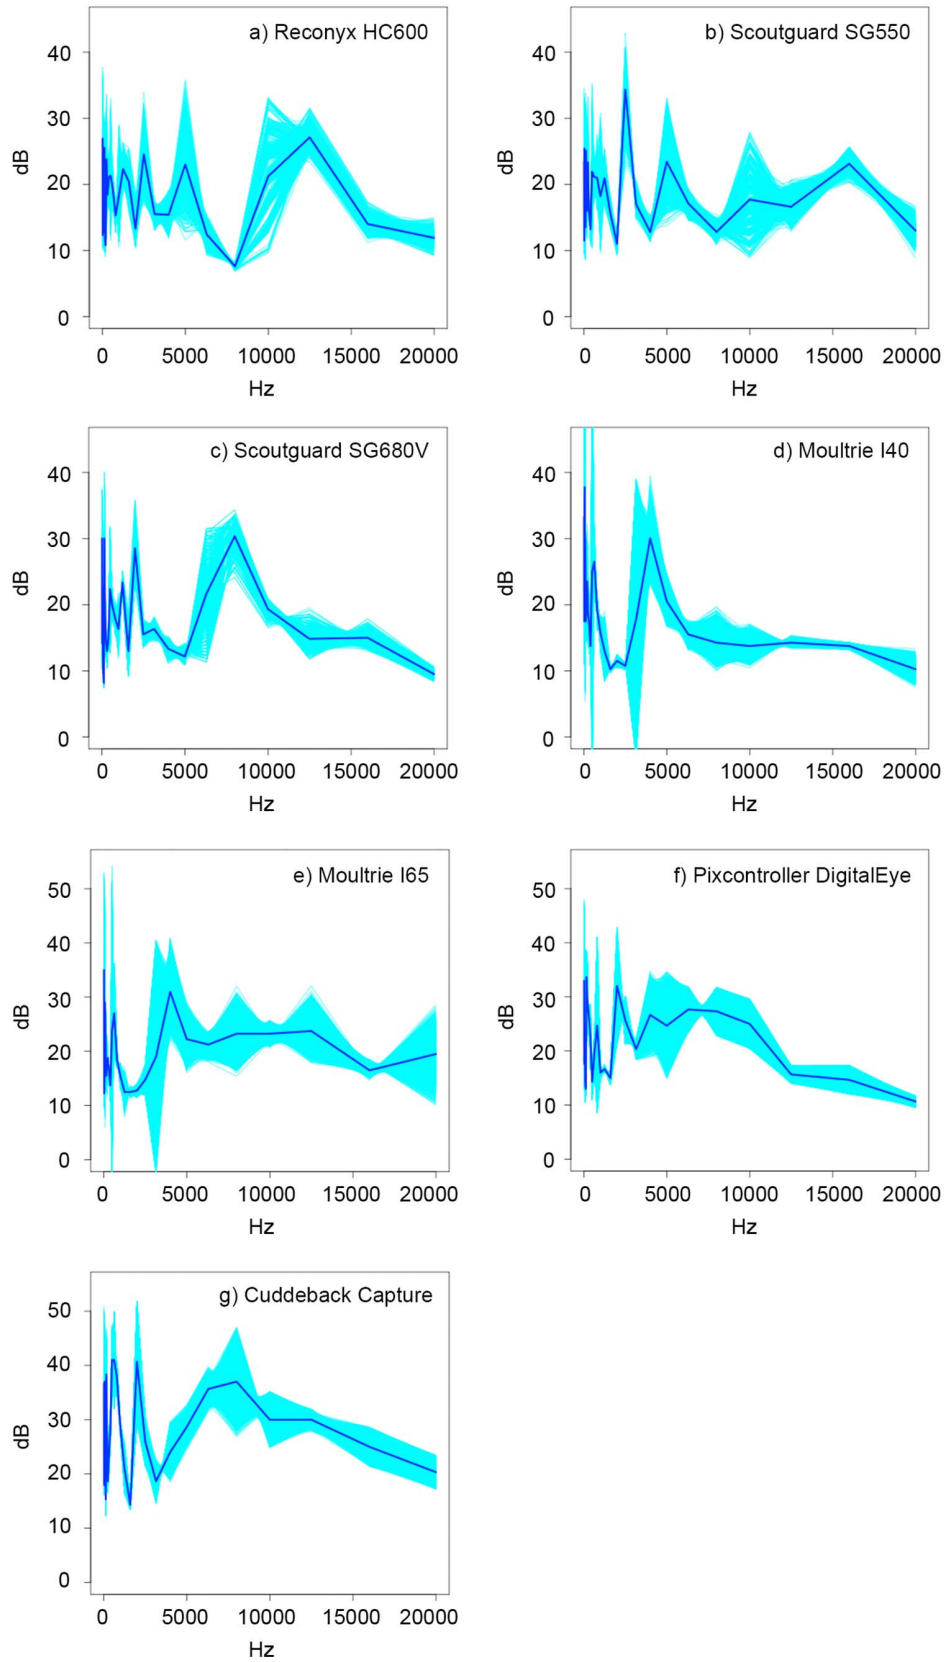 a) Reconyx HC600
40
30
20
10
0
dB
0 5000 10000 15000 20000
Hz
b) Scoutguard SG550
40
30
20
10
0
dB
0 5000 10000 15000 20000
Hz
c) Scoutguard SG680V
40
30
20
10
0
dB
0 5000 10000 15000 20000
Hz
d) Moultrie I40
40
30
20
10
0
dB
0 5000 10000 15000 20000
Hz
e) Moultrie I65
50
40
30
20
10
0
dB
0 5000 10000 15000 20000
Hz
f) Pixcontroller DigitalEye
50
40
30
20
10
0
dB
0 5000 10000 15000 20000
Hz
g) Cuddeback Capture
50
40
30
20
10
0
dB
0 5000 10000 15000 20000
Hz